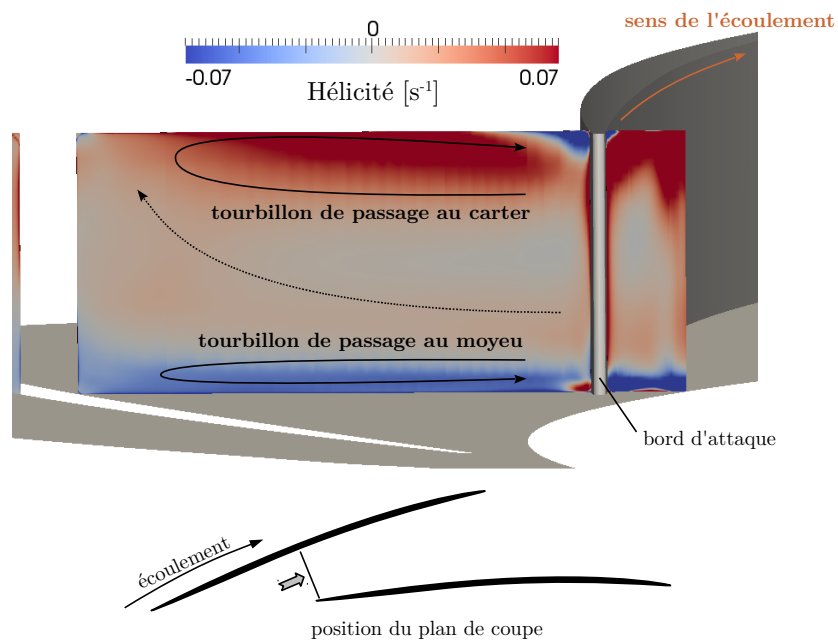 sens de l'écoulement
0
-0.07 0.07
Hélicité [s-1]
tourbillon de passage au carter
tourbillon de passage au moyeu
bord d'attaque
écoulement
position du plan de coupe